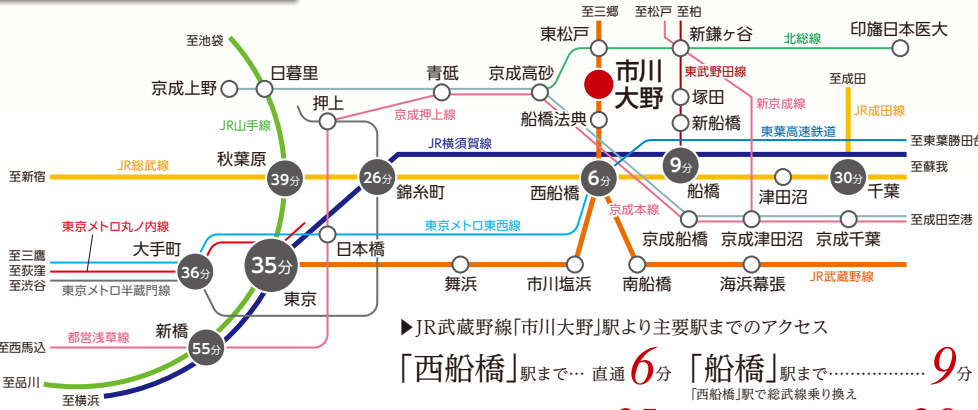 至三郷
至松戸
至柏
至池袋
東松戸
新鎌ヶ谷
北総線
印旛日本医大
日暮里
青砥
京成高砂
市川
大野
東武野田線
至成田
京成上野
押上
塚田
京成押上線
船橋法典
新京成線
JR成田線
JR山手線
新船橋
東葉高速鉄道
至東葉勝田台
秋葉原
JR横須賀線
JR総武線
至蘇我
至新宿
39分
26分
錦糸町
西船橋
6分
9分
船橋
津田沼
30分
千葉
京成本線
東京メトロ丸ノ内線
東京メトロ東西線
至成田空港
大手町
日本橋
京成船橋
京成津田沼
京成千葉
至三鷹
至荻窪
至渋谷
36分
35分
東京
東京メトロ半蔵門線
舞浜
市川塩浜
南船橋
海浜幕張
JR武蔵野線
新橋
都営浅草線
至西馬込
55分
至品川
至横浜
▶JR武蔵野線「市川大野」駅より主要駅までのアクセス
「西船橋」駅まで… 直通6分
「船橋」駅まで………………9分
「西船橋」駅で総武線乗り換え